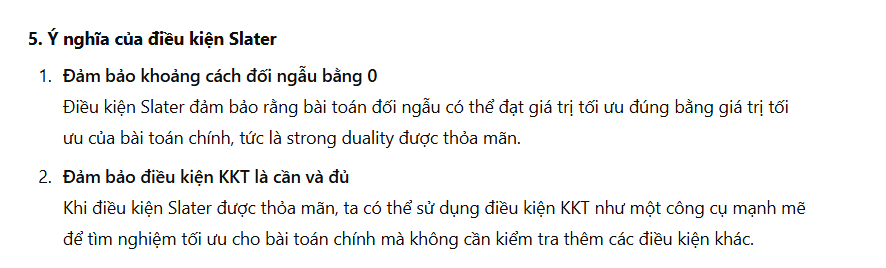 5. Ý nghĩa của điều kiện Slater
1. Đảm bảo khoảng cách đối ngẫu bằng 0
Điều kiện Slater đảm bảo rằng bài toán đối ngẫu có thể đạt giá trị tối ưu đúng bằng giá trị tối
ưu của bài toán chính, tức là strong duality được thỏa mãn.
2. Đảm bảo điều kiện KKT là cần và đủ
Khi điều kiện Slater được thỏa mãn, ta có thể sử dụng điều kiện KKT như một công cụ mạnh mẽ
để tìm nghiệm tối ưu cho bài toán chính mà không cần kiểm tra thêm các điều kiện khác.